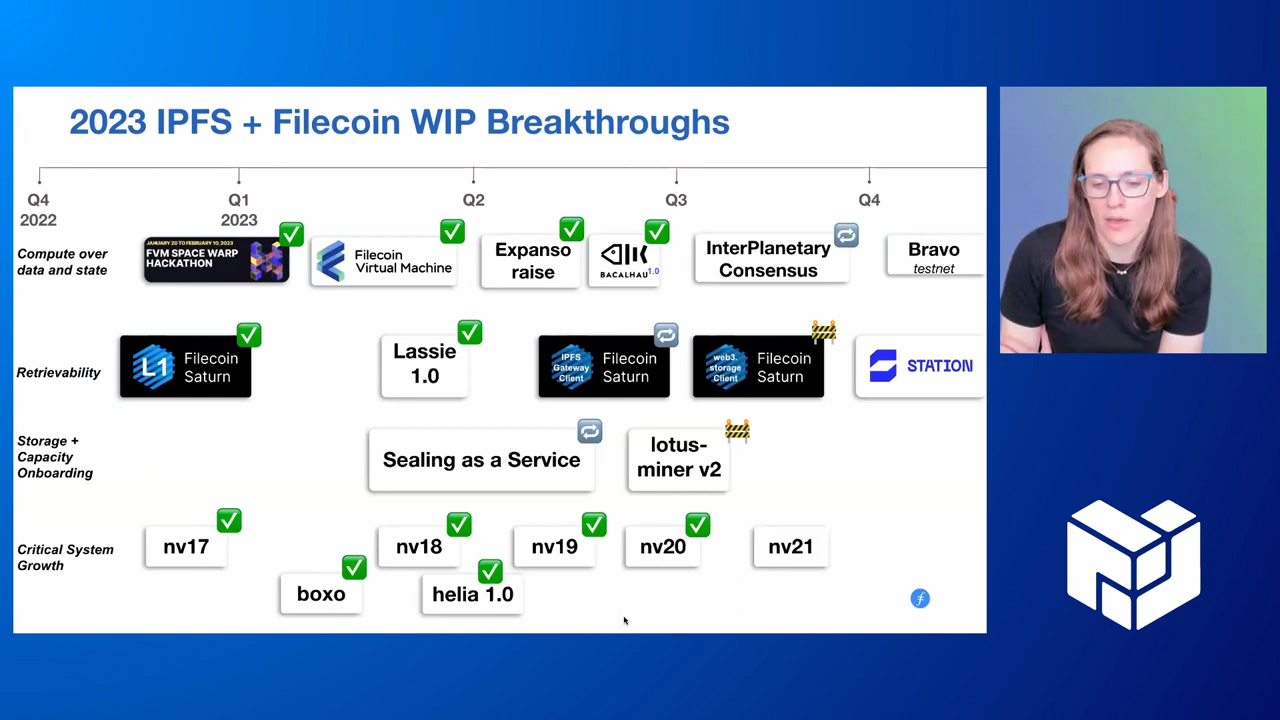 2023 IPFS + Filecoin WIP Breakthroughs
Q4
2022
Q1
2023
Q2
Q3
Q4
Compute over
data and state
JANUARY 20 TO FEBRUARY 10, 2023
FVM SPACE WARP
HACKATHON
Filecoin
Virtual Machine
Expanso
raise
BACALHAU 1.0
InterPlanetary
Consensus
Bravo
testnet
Retrievability
L1
Filecoin
Saturn
Lassie
1.0
IPFS
Gateway
Client
Filecoin
Saturn
web3.
storage
Client
Filecoin
Saturn
STATION
Storage +
Capacity
Onboarding
Sealing as a Service
lotus-
miner v2
Critical System
Growth
nv17
nv18
nv19
nv20
nv21
boxo
helia 1.0